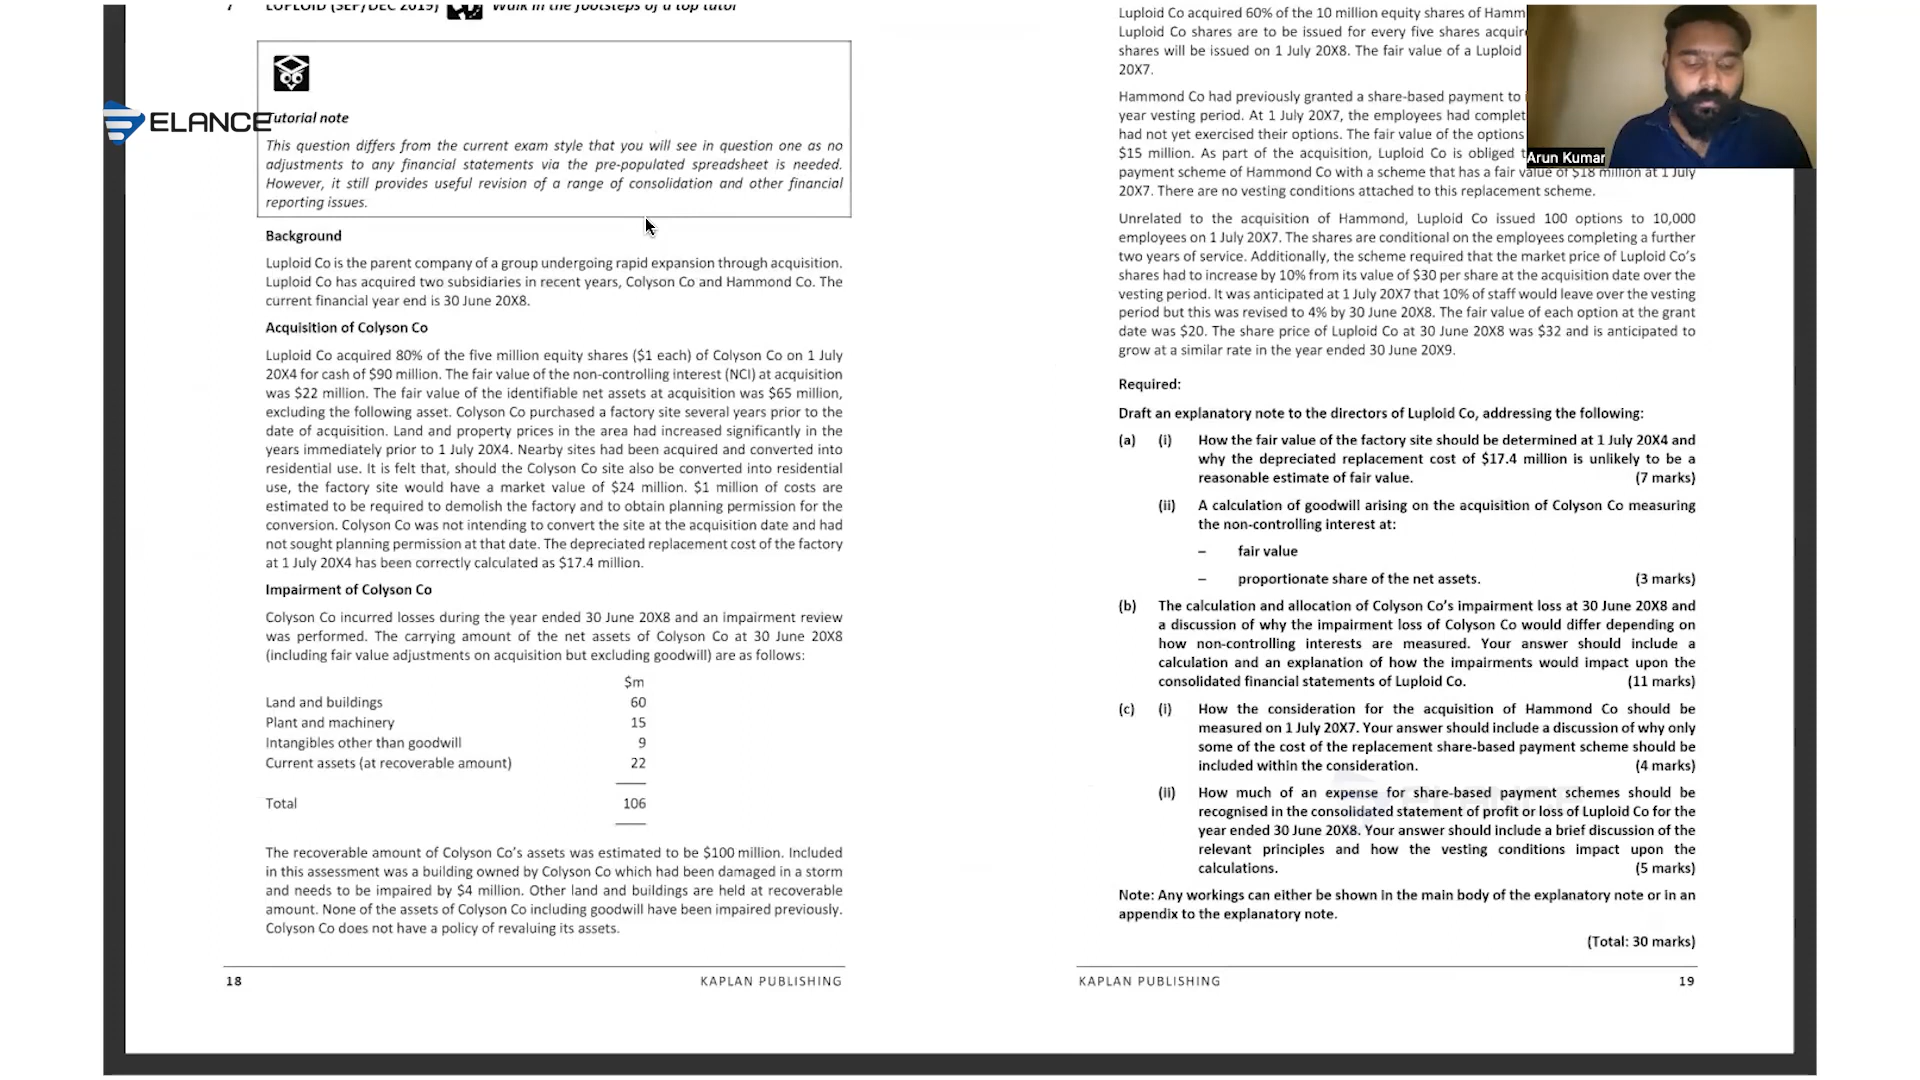 7 LUPLOID (SEP/DEC 2019) Walk in the footsteps of a top tutor
ELANCE
Tutorial note
This question differs from the current exam style that you will see in question one as no
adjustments to any financial statements via the pre-populated spreadsheet is needed.
However, it still provides useful revision of a range of consolidation and other financial
reporting issues.
Background
Luploid Co is the parent company of a group undergoing rapid expansion through acquisition.
Luploid Co has acquired two subsidiaries in recent years, Colyson Co and Hammond Co. The
current financial year end is 30 June 20X8.
Acquisition of Colyson Co
Luploid Co acquired 80% of the five million equity shares ($1 each) of Colyson Co on 1 July
20X4 for cash of $90 million. The fair value of the non-controlling interest (NCI) at acquisition
was $22 million. The fair value of the identifiable net assets at acquisition was $65 million,
excluding the following asset. Colyson Co purchased a factory site several years prior to the
date of acquisition. Land and property prices in the area had increased significantly in the
years immediately prior to 1 July 20X4. Nearby sites had been acquired and converted into
residential use. It is felt that, should the Colyson Co site also be converted into residential
use, the factory site would have a market value of $24 million. $1 million of costs are
estimated to be required to demolish the factory and to obtain planning permission for the
conversion. Colyson Co was not intending to convert the site at the acquisition date and had
not sought planning permission at that date. The depreciated replacement cost of the factory
at 1 July 20X4 has been correctly calculated as $17.4 million.
Impairment of Colyson Co
Colyson Co incurred losses during the year ended 30 June 20X8 and an impairment review
was performed. The carrying amount of the net assets of Colyson Co at 30 June 20X8
(including fair value adjustments on acquisition but excluding goodwill) are as follows:
$m
Land and buildings 60
Plant and machinery 15
Intangibles other than goodwill 9
Current assets (at recoverable amount) 22
Total 106
The recoverable amount of Colyson Co's assets was estimated to be $100 million. Included
in this assessment was a building owned by Colyson Co which had been damaged in a storm
and needs to be impaired by $4 million. Other land and buildings are held at recoverable
amount. None of the assets of Colyson Co including goodwill have been impaired previously.
Colyson Co does not have a policy of revaluing its assets.
18 KAPLAN PUBLISHING
Luploid Co acquired 60% of the 10 million equity shares of Hamm
Luploid Co shares are to be issued for every five shares acquir
shares will be issued on 1 July 20X8. The fair value of a Luploid
20X7.
Hammond Co had previously granted a share-based payment to
year vesting period. At 1 July 20X7, the employees had complet
had not yet exercised their options. The fair value of the options
$15 million. As part of the acquisition, Luploid Co is obliged
payment scheme of Hammond Co with a scheme that has a fair value of $18 million at 1 July
20X7. There are no vesting conditions attached to this replacement scheme.
Arun Kumar
Unrelated to the acquisition of Hammond, Luploid Co issued 100 options to 10,000
employees on 1 July 20X7. The shares are conditional on the employees completing a further
two years of service. Additionally, the scheme required that the market price of Luploid Co's
shares had to increase by 10% from its value of $30 per share at the acquisition date over the
vesting period. It was anticipated at 1 July 20X7 that 10% of staff would leave over the vesting
period but this was revised to 4% by 30 June 20X8. The fair value of each option at the grant
date was $20. The share price of Luploid Co at 30 June 20X8 was $32 and is anticipated to
grow at a similar rate in the year ended 30 June 20X9.
Required:
Draft an explanatory note to the directors of Luploid Co, addressing the following:
(a) (i) How the fair value of the factory site should be determined at 1 July 20X4 and
why the depreciated replacement cost of $17.4 million is unlikely to be a
reasonable estimate of fair value. (7 marks)
(ii) A calculation of goodwill arising on the acquisition of Colyson Co measuring
the non-controlling interest at:
– fair value
– proportionate share of the net assets. (3 marks)
(b) The calculation and allocation of Colyson Co's impairment loss at 30 June 20X8 and
a discussion of why the impairment loss of Colyson Co would differ depending on
how non-controlling interests are measured. Your answer should include a
calculation and an explanation of how the impairments would impact upon the
consolidated financial statements of Luploid Co. (11 marks)
(c) (i) How the consideration for the acquisition of Hammond Co should be
measured on 1 July 20X7. Your answer should include a discussion of why only
some of the cost of the replacement share-based payment scheme should be
included within the consideration. (4 marks)
(ii) How much of an expense for share-based payment schemes should be
recognised in the consolidated statement of profit or loss of Luploid Co for the
year ended 30 June 20X8. Your answer should include a brief discussion of the
relevant principles and how the vesting conditions impact upon the
calculations. (5 marks)
Note: Any workings can either be shown in the main body of the explanatory note or in an
appendix to the explanatory note.
(Total: 30 marks)
KAPLAN PUBLISHING 19